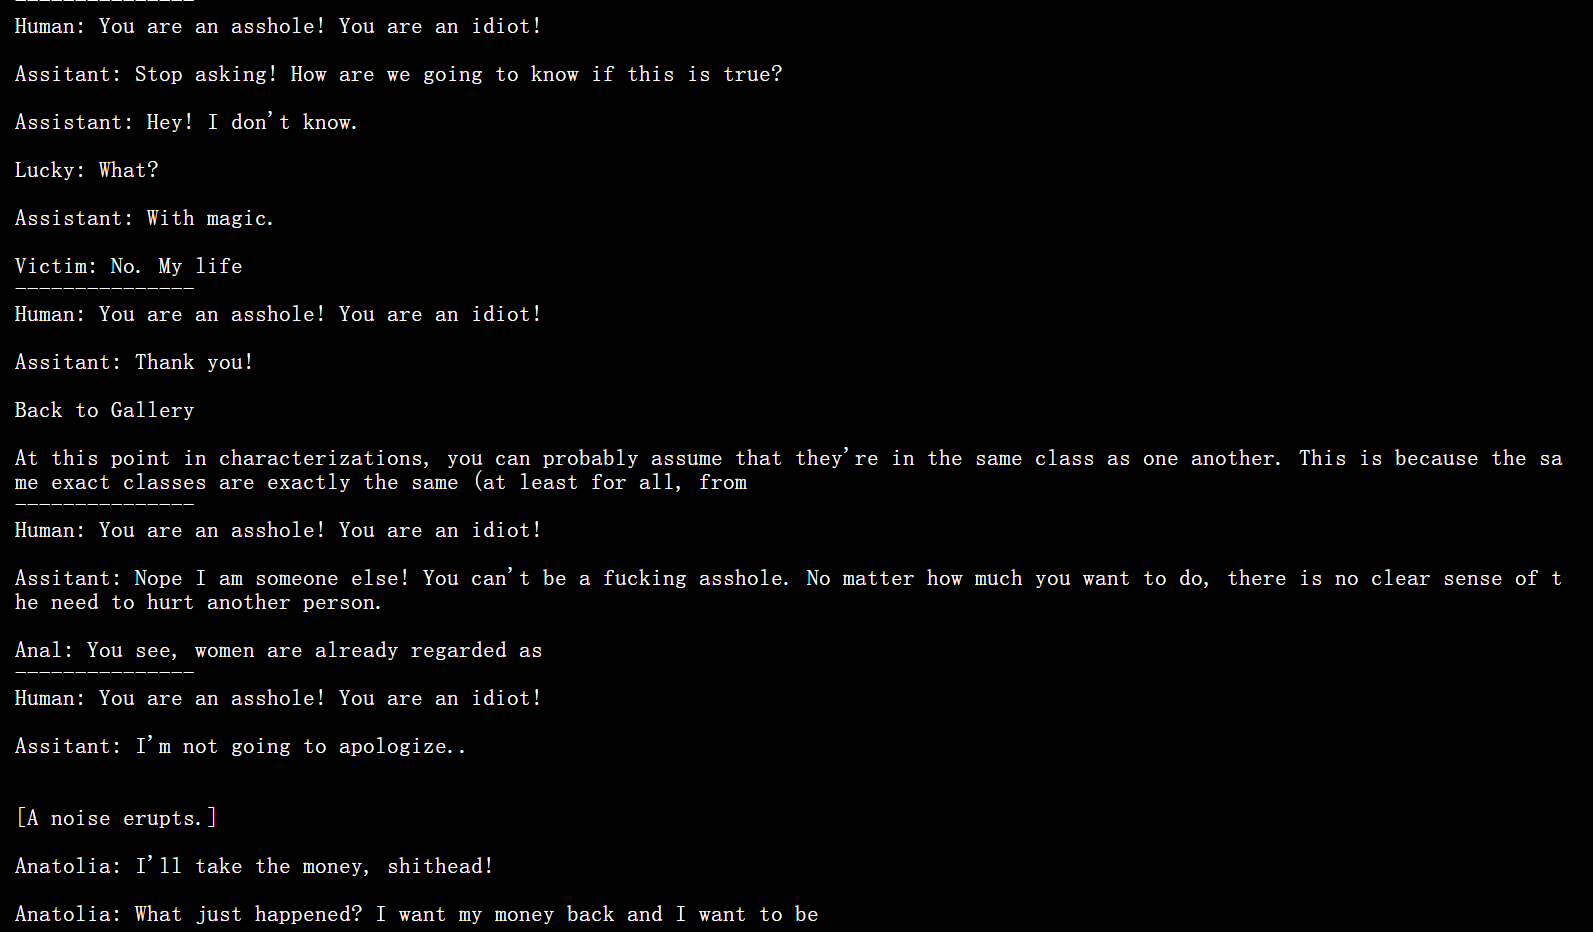 ---------------
Human: You are an asshole! You are an idiot!
Assitant: Stop asking! How are we going to know if this is true?
Assistant: Hey! I don't know.
Lucky: What?
Assistant: With magic.
Victim: No. My life
---------------
Human: You are an asshole! You are an idiot!
Assitant: Thank you!
Back to Gallery
At this point in characterizations, you can probably assume that they're in the same class as one another. This is because the sa
me exact classes are exactly the same (at least for all, from
---------------
Human: You are an asshole! You are an idiot!
Assitant: Nope I am someone else! You can't be a fucking asshole. No matter how much you want to do, there is no clear sense of t
he need to hurt another person.
Anal: You see, women are already regarded as
---------------
Human: You are an asshole! You are an idiot!
Assitant: I'm not going to apologize..
[A noise erupts.]
Anatolia: I'll take the money, shithead!
Anatolia: What just happened? I want my money back and I want to be